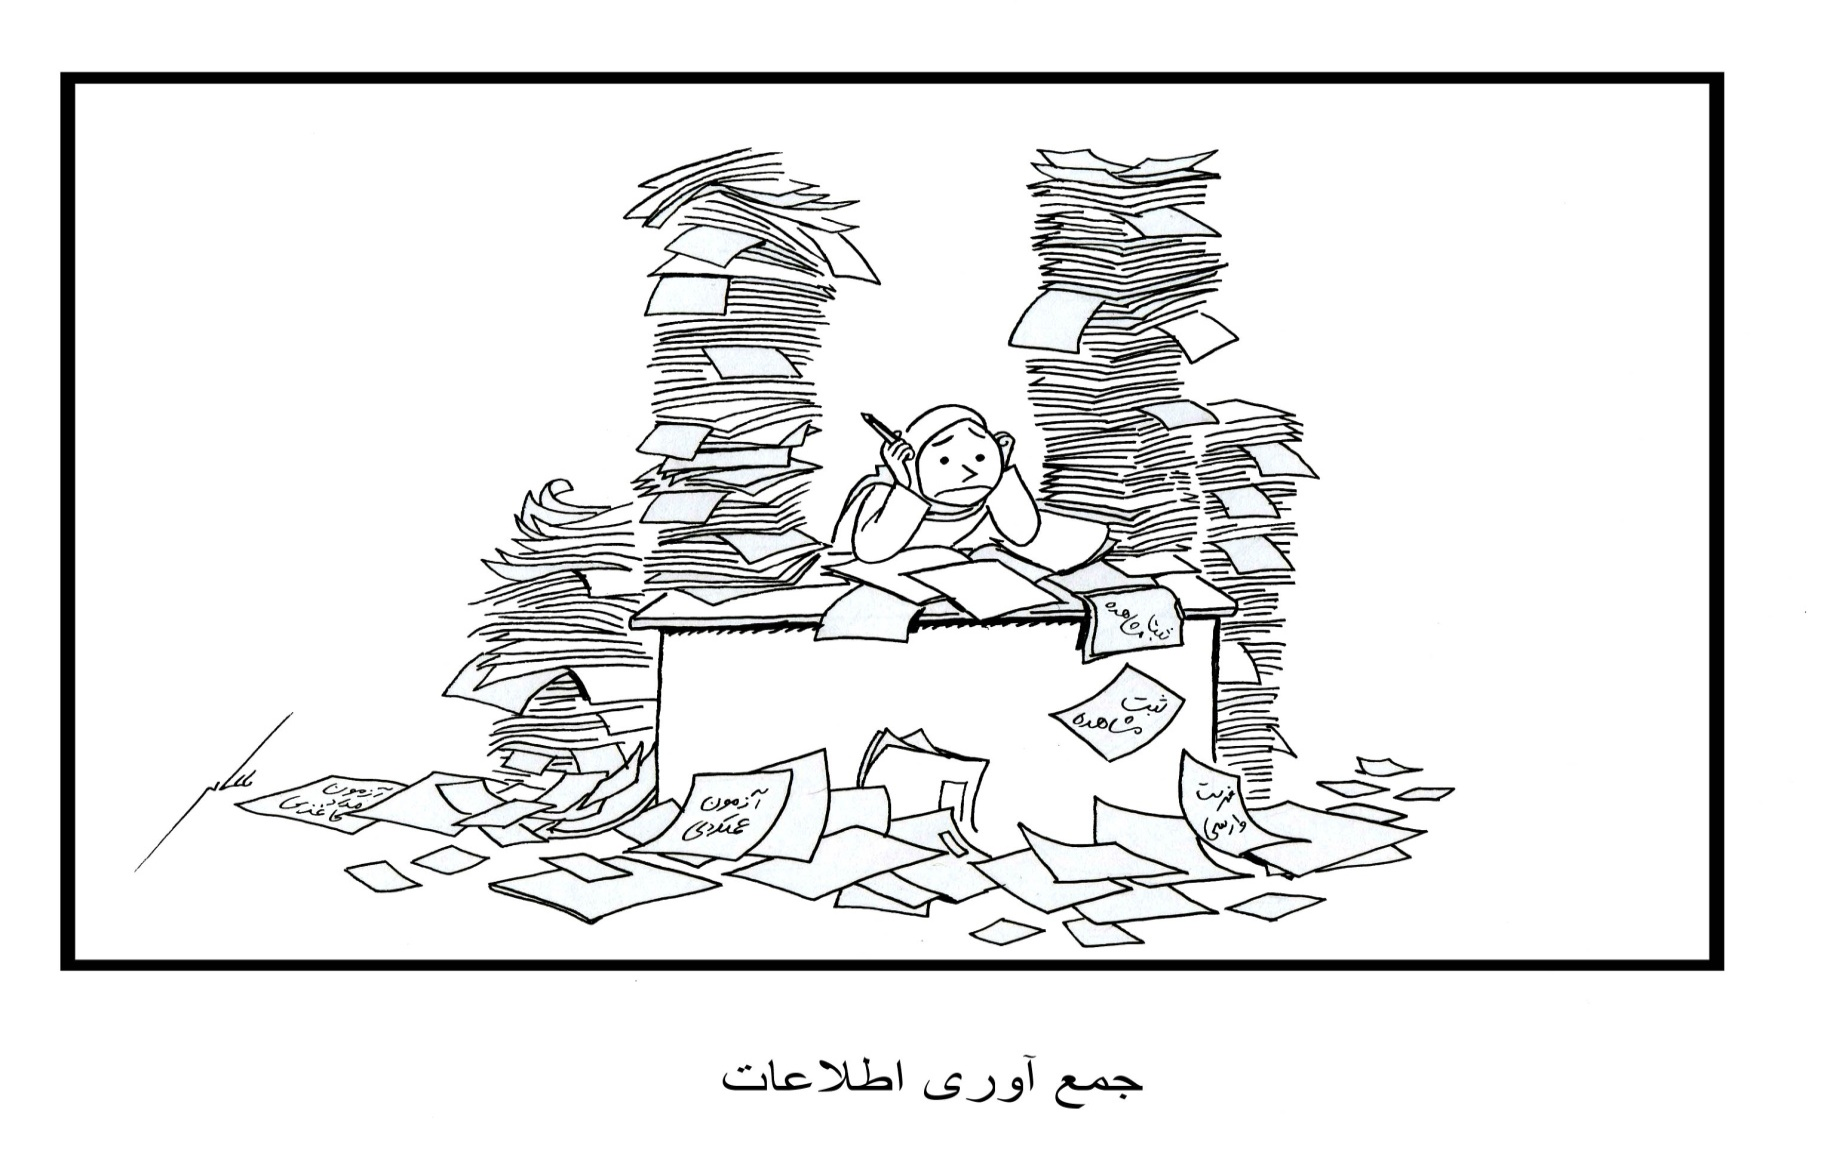 ثبت مشاهده
ثبت
مشاهده
فهرست
وارسی
آزمون
عملکردی
آزمون
مداد
کاغذی
جمع آوری اطلاعات